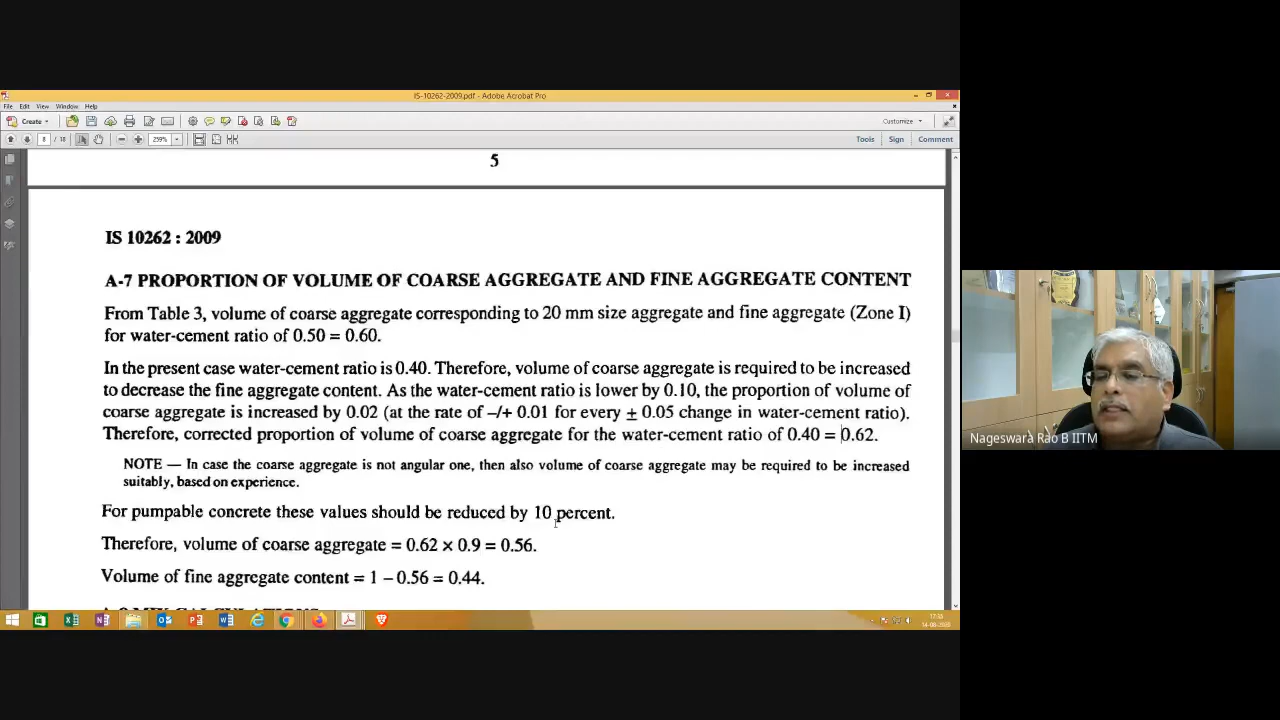 IS-10262-2009.pdf - Adobe Acrobat Pro
File Edit View Window Help
Create
Customize
8 / 18
259%
Tools Sign Comment
5
IS 10262 : 2009
A-7 PROPORTION OF VOLUME OF COARSE AGGREGATE AND FINE AGGREGATE CONTENT
From Table 3, volume of coarse aggregate corresponding to 20 mm size aggregate and fine aggregate (Zone I)
for water-cement ratio of 0.50 = 0.60.
In the present case water-cement ratio is 0.40. Therefore, volume of coarse aggregate is required to be increased
to decrease the fine aggregate content. As the water-cement ratio is lower by 0.10, the proportion of volume of
coarse aggregate is increased by 0.02 (at the rate of –/+ 0.01 for every ± 0.05 change in water-cement ratio).
Therefore, corrected proportion of volume of coarse aggregate for the water-cement ratio of 0.40 = 0.62.
NOTE — In case the coarse aggregate is not angular one, then also volume of coarse aggregate may be required to be increased
suitably, based on experience.
For pumpable concrete these values should be reduced by 10 percent.
Therefore, volume of coarse aggregate = 0.62 × 0.9 = 0.56.
Volume of fine aggregate content = 1 – 0.56 = 0.44.
Nageswara Rao B IITM